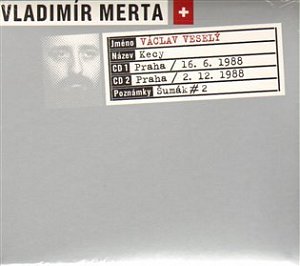 VLADIMÍR MERTA
Jméno VÁCLAV VESELÝ
Název Kecy
CD 1 Praha / 16. 6. 1988
CD 2 Praha / 2. 12. 1988
Poznámky Šumák # 2